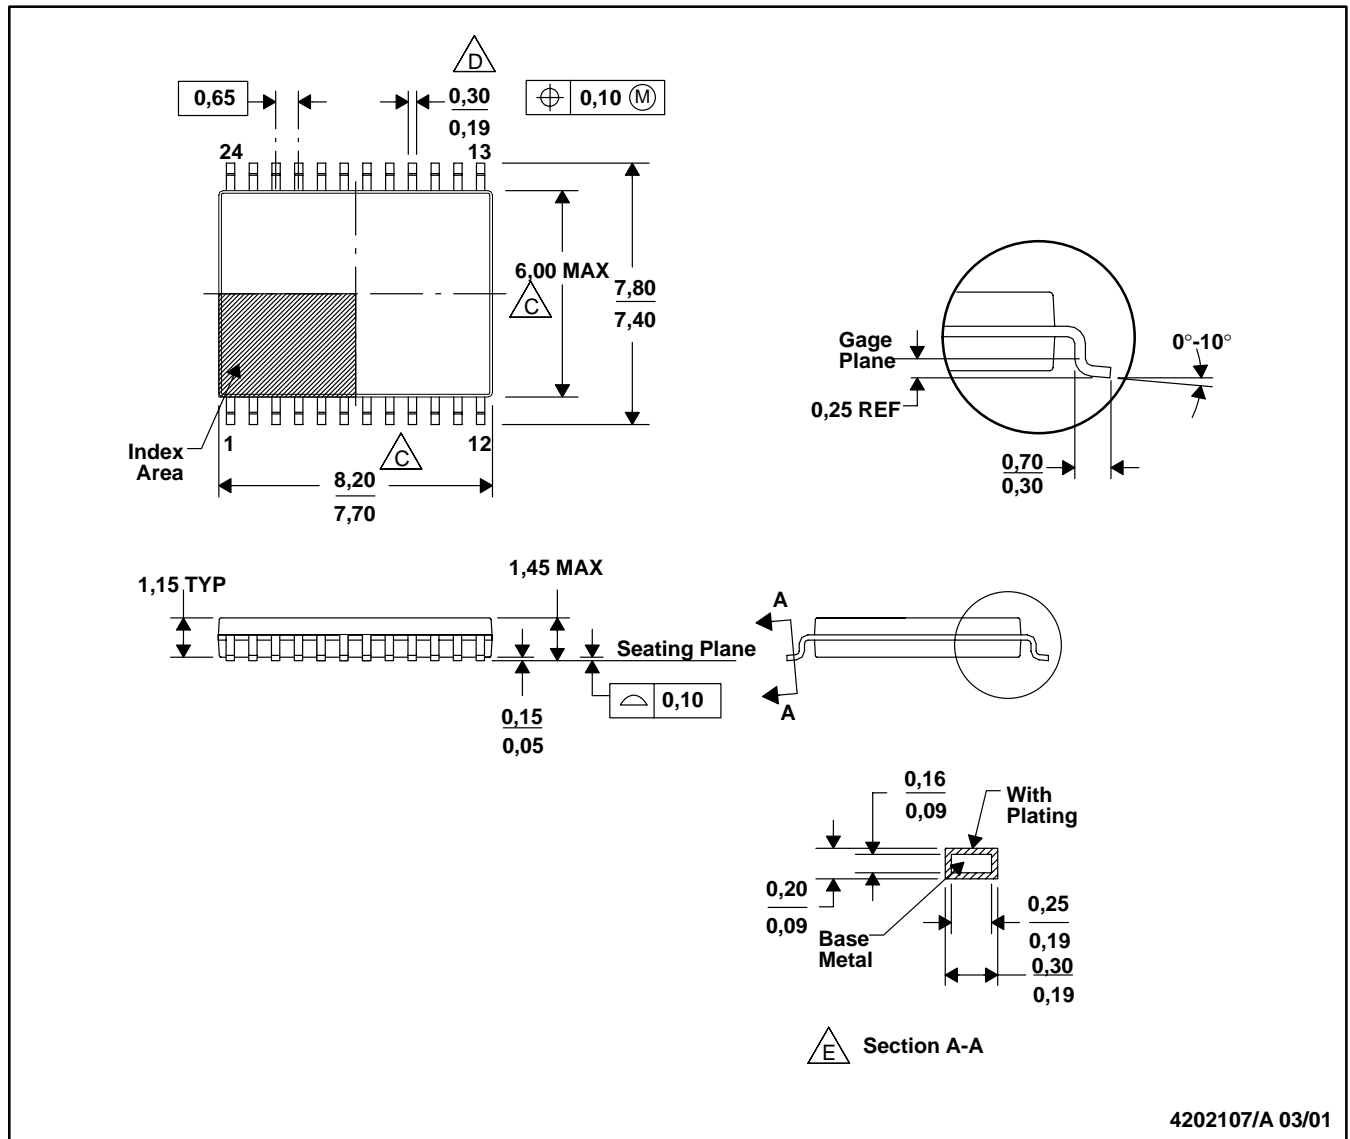 D
0,65
0,30
0,19
0,10 M
24
13
6,00 MAX
C
7,80
7,40
Gage
Plane
0°-10°
0,25 REF
Index
Area
1
12
C
8,20
7,70
0,70
0,30
1,15 TYP
1,45 MAX
Seating Plane
0,15
0,05
0,10
A
A
0,16
0,09
With
Plating
0,20
0,09
Base
Metal
0,25
0,19
0,30
0,19
E
Section A-A
4202107/A 03/01